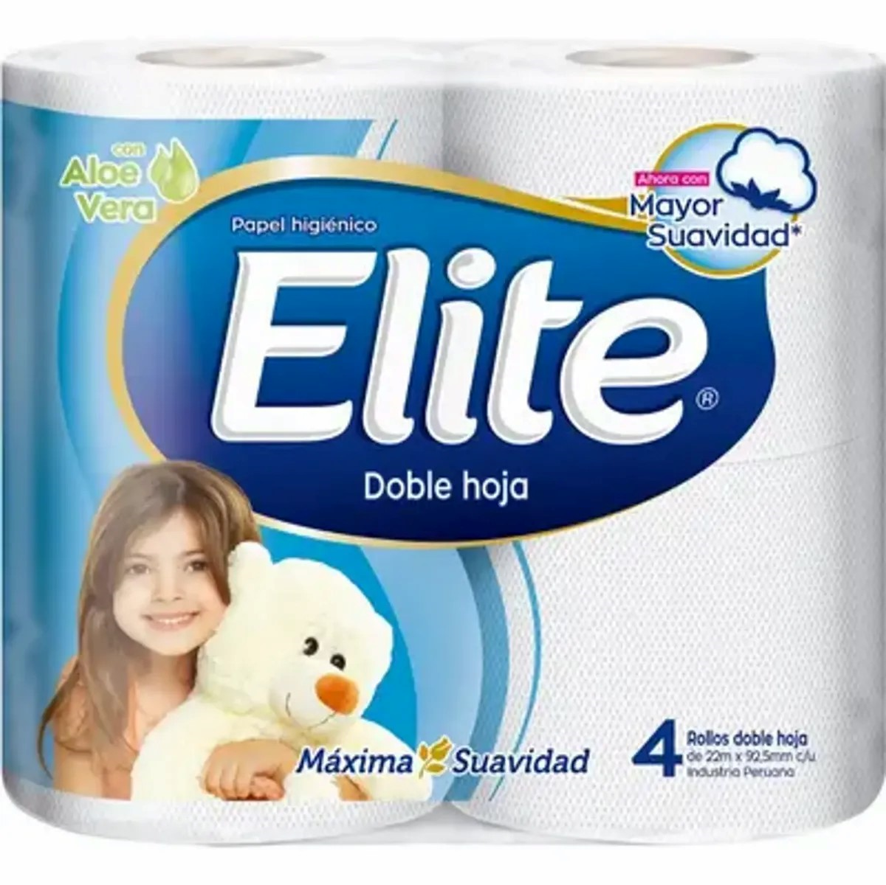 con
Aloe
Vera
Papel higiénico
Elite®
Doble hoja
Ahora con
Mayor
Suavidad*
Máxima Suavidad
4 Rollos doble hoja
de 22m x 92,5mm c/u
Industria Peruana